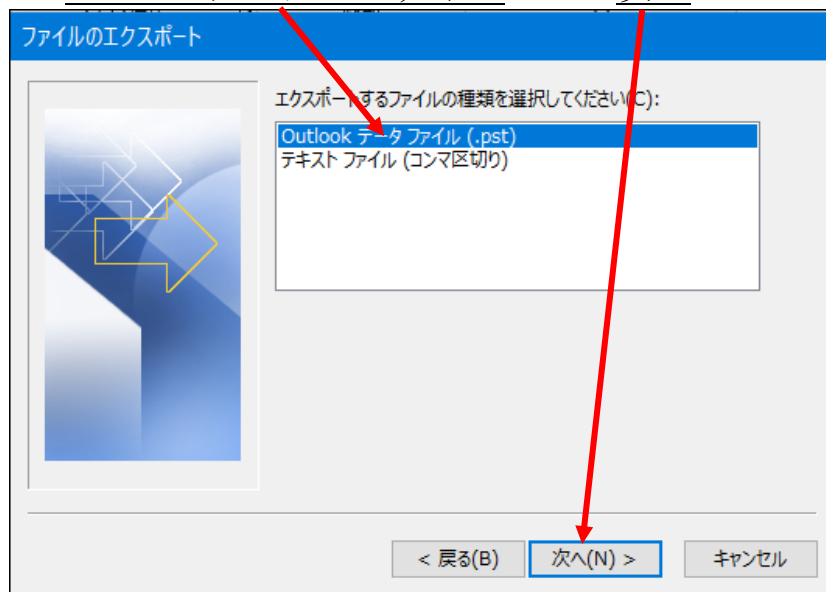 ファイルのエクスポート
エクスポートするファイルの種類を選択してください(C):
Outlook データ ファイル (.pst)
テキスト ファイル (コンマ区切り)
< 戻る(B)
次へ(N) >
キャンセル